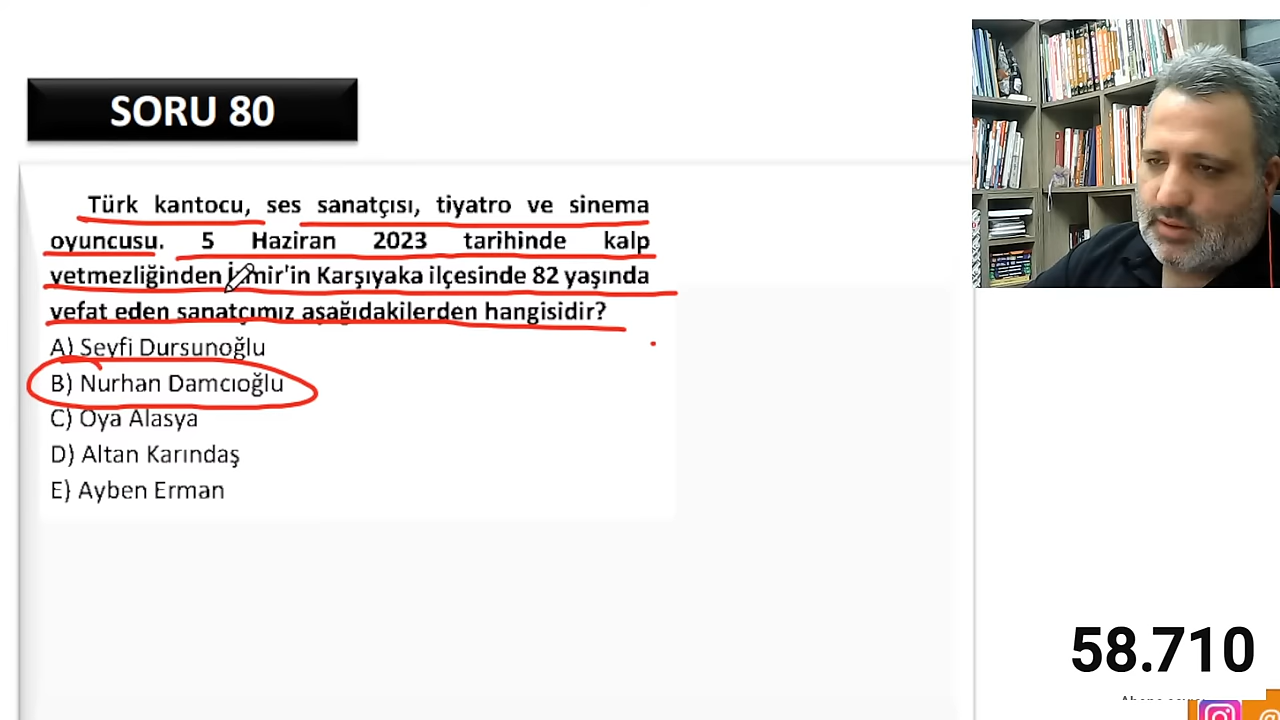 SORU 80
Türk kantocu, ses sanatçısı, tiyatro ve sinema
oyuncusu. 5 Haziran 2023 tarihinde kalp
yetmezliğinden İzmir'in Karşıyaka ilçesinde 82 yaşında
vefat eden sanatçımız aşağıdakilerden hangisidir?
A) Seyfi Dursunoğlu
B) Nurhan Damcıoğlu
C) Oya Alasya
D) Altan Karındaş
E) Ayben Erman
58.710
@